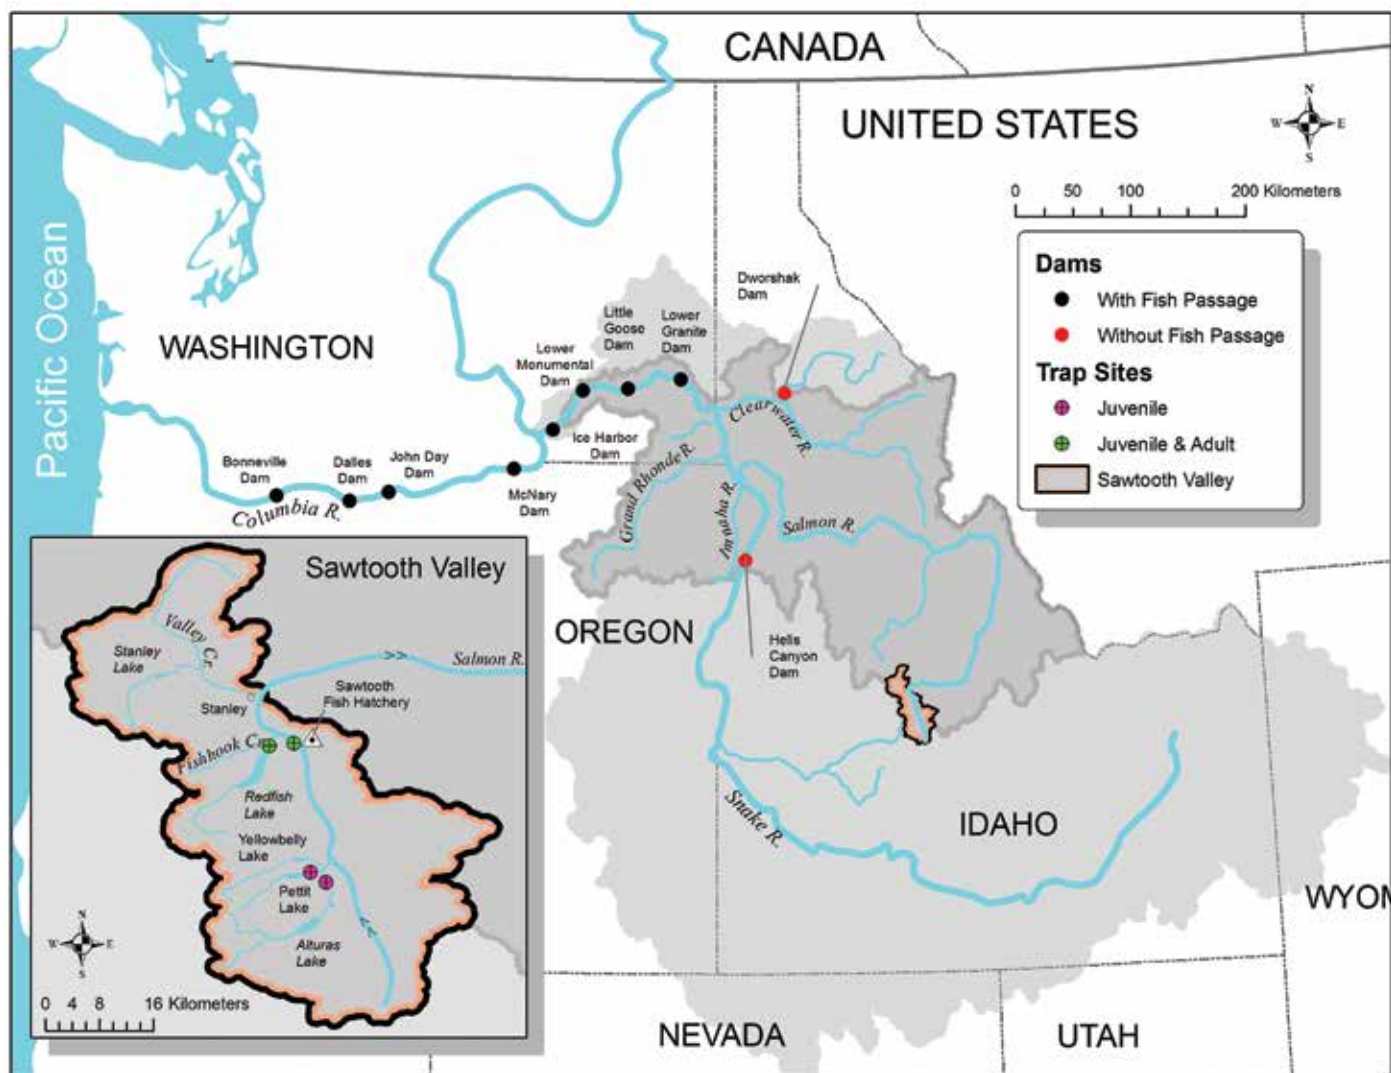 CANADA
UNITED STATES
N
W
E
S
0 50 100 200 Kilometers
Dams
With Fish Passage
Without Fish Passage
Trap Sites
Juvenile
Juvenile & Adult
Sawtooth Valley
Pacific Ocean
WASHINGTON
Dworshak
Dam
Little
Goose
Dam
Lower
Granite
Dam
Lower
Monumental
Dam
Ice Harbor
Dam
Bonneville
Dam
Dalles
Dam
John Day
Dam
McNary
Dam
Columbia R.
Clearwater R.
Grand Rhonde R.
Imnaha R.
Salmon R.
OREGON
Hells
Canyon
Dam
Snake R.
IDAHO
WYOM
NEVADA
UTAH
Sawtooth Valley
Valley Cr.
Stanley
Lake
>>
Salmon R.
Stanley
Sawtooth
Fish Hatchery
Fishhook Cr.
Redfish
Lake
Yellowbelly
Lake
Pettit
Lake
Alturas
Lake
>>
N
W
E
S
0 4 8 16 Kilometers